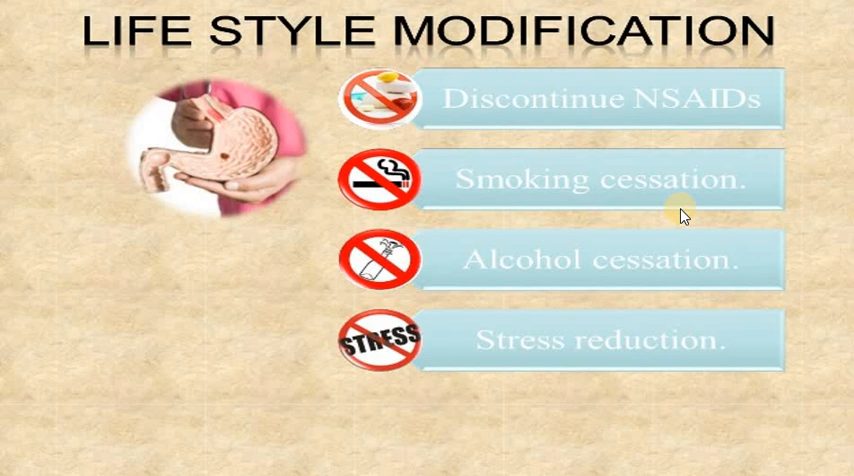 LIFE STYLE MODIFICATION
Discontinue NSAIDs
Smoking cessation.
Alcohol cessation.
STRESS
Stress reduction.